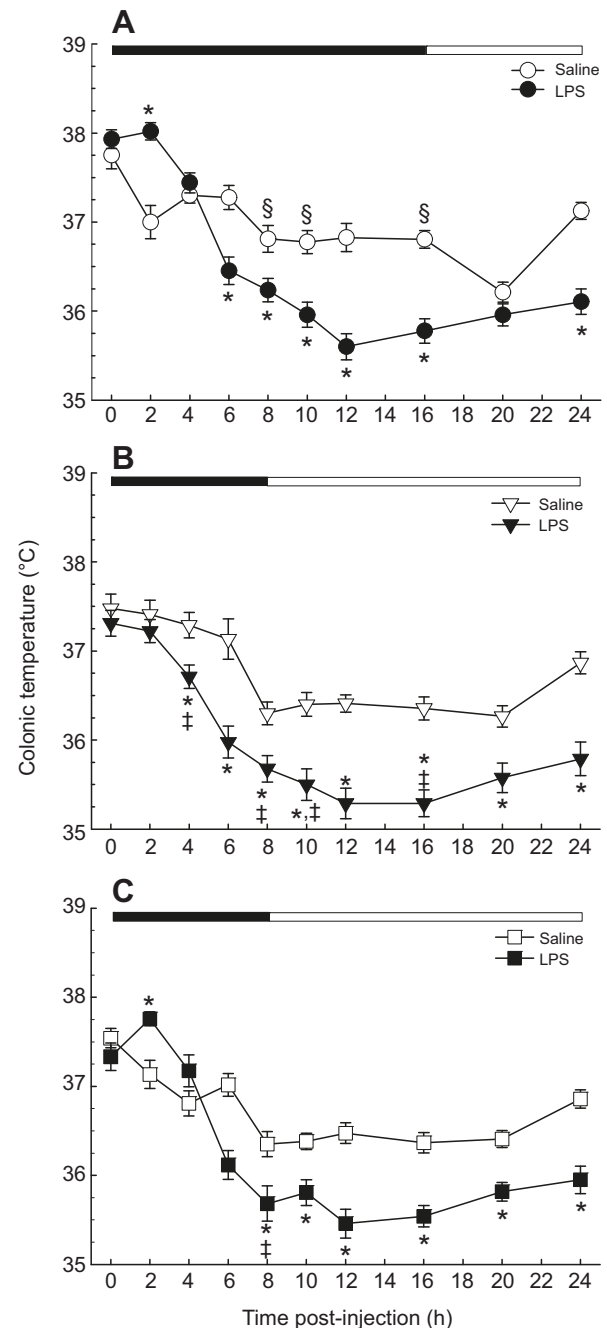 A
39
38
37
36
35
Saline
LPS
*
§ § §
* * * * * *
0 2 4 6 8 10 12 14 16 18 20 22 24
B
39
38
37
36
35
Saline
LPS
Colonic temperature (°C)
*
‡
*
*
‡
*,‡
*
*
‡
*
*
0 2 4 6 8 10 12 14 16 18 20 22 24
C
39
38
37
36
35
Saline
LPS
*
*
‡
*
*
*
*
*
0 2 4 6 8 10 12 14 16 18 20 22 24
Time post-injection (h)